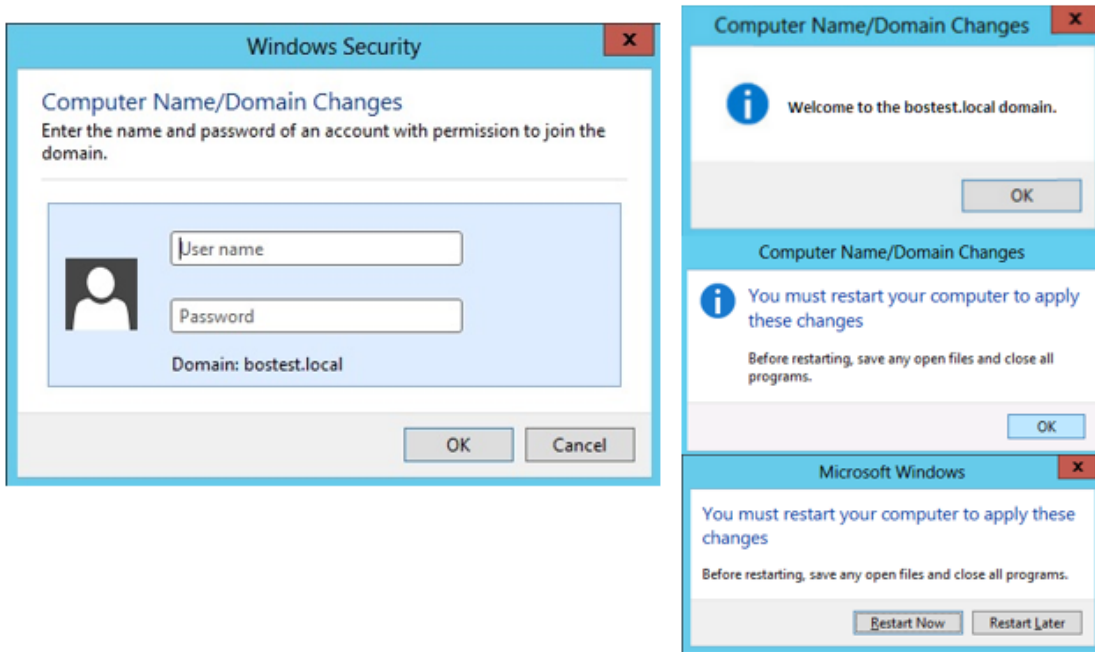 Windows Security
x
Computer Name/Domain Changes
Enter the name and password of an account with permission to join the
domain.
User name
Password
Domain: bostest.local
OK
Cancel
Computer Name/Domain Changes
x
Welcome to the bostest.local domain.
OK
Computer Name/Domain Changes
You must restart your computer to apply
these changes
Before restarting, save any open files and close all
programs.
OK
Microsoft Windows
x
You must restart your computer to apply these
changes
Before restarting, save any open files and close all programs.
Restart Now
Restart Later